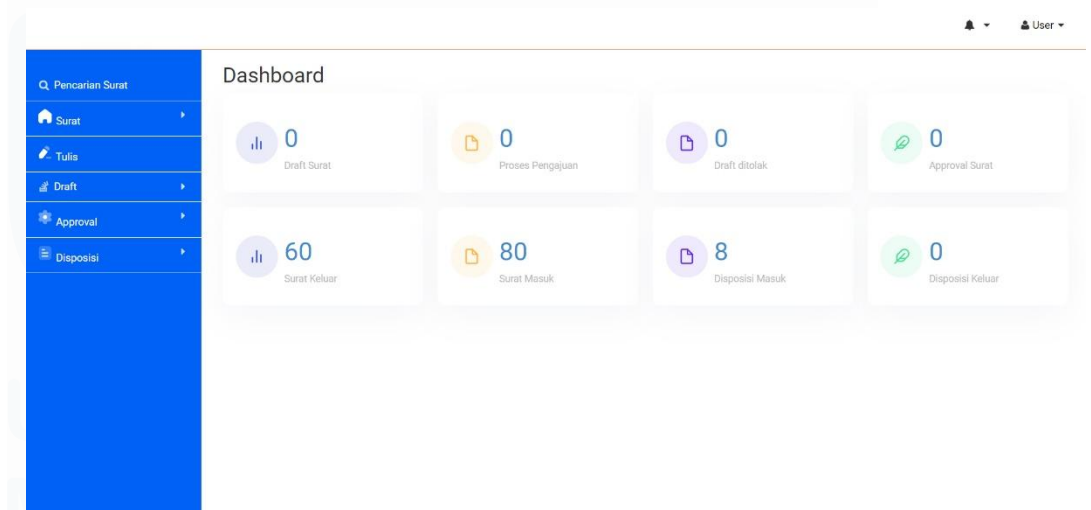 User
Pencarian Surat
Surat
Tulis
Draft
Approval
Disposisi
Dashboard
0
Draft Surat
0
Proses Pengajuan
0
Draft ditolak
0
Approval Surat
60
Surat Keluar
80
Surat Masuk
8
Disposisi Masuk
0
Disposisi Keluar